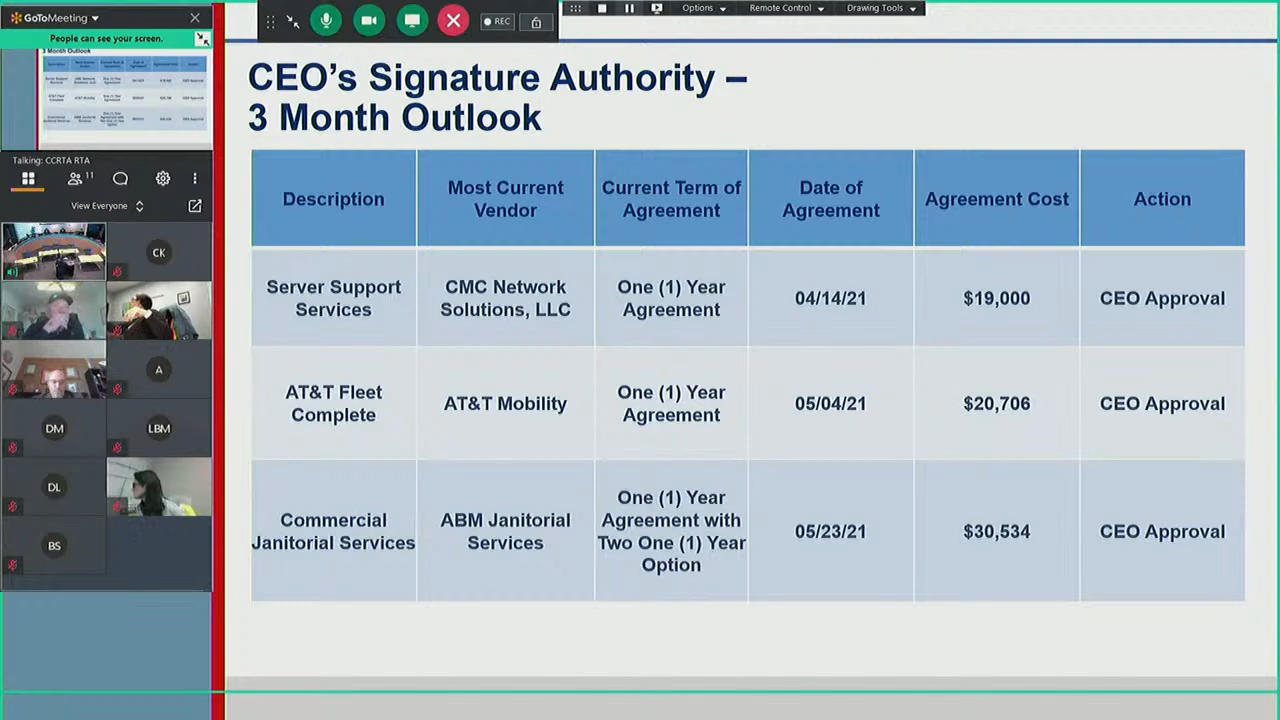 GoToMeeting
People can see your screen.
3 Month Outlook
Talking: CCRTA RTA
11
View Everyone
CK
A
DM
LBM
DL
BS
REC
Options
Remote Control
Drawing Tools
CEO's Signature Authority –
3 Month Outlook
Description
Most Current
Vendor
Current Term of
Agreement
Date of
Agreement
Agreement Cost
Action
Server Support
Services
CMC Network
Solutions, LLC
One (1) Year
Agreement
04/14/21
$19,000
CEO Approval
AT&T Fleet
Complete
AT&T Mobility
One (1) Year
Agreement
05/04/21
$20,706
CEO Approval
Commercial
Janitorial Services
ABM Janitorial
Services
One (1) Year
Agreement with
Two One (1) Year
Option
05/23/21
$30,534
CEO Approval